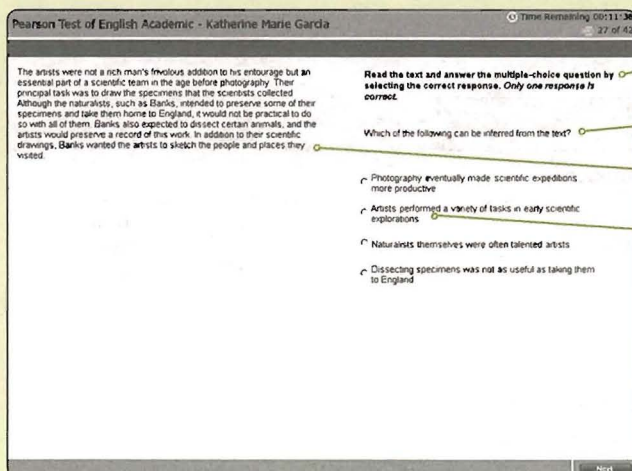 Pearson Test of English Academic - Katherine Marie Garcia
Time Remaining 00:11:36
27 of 42
The artists were not a rich man's frivolous addition to his entourage but an
essential part of a scientific team in the age before photography. Their
principal task was to draw the specimens that the scientists collected
Although the naturalists, such as Banks, intended to preserve some of their
specimens and take them home to England, it would not be practical to do
so with all of them. Banks also expected to dissect certain animals, and the
artists would preserve a record of this work. In addition to their scientific
drawings, Banks wanted the artists to sketch the people and places they
visited.
Read the text and answer the multiple-choice question by
selecting the correct response. Only one response is
correct.
Which of the following can be inferred from the text?
Photography eventually made scientific expeditions
more productive
Artists performed a variety of tasks in early scientific
explorations
Naturalists themselves were often talented artists
Dissecting specimens was not as useful as taking them
to England
Next